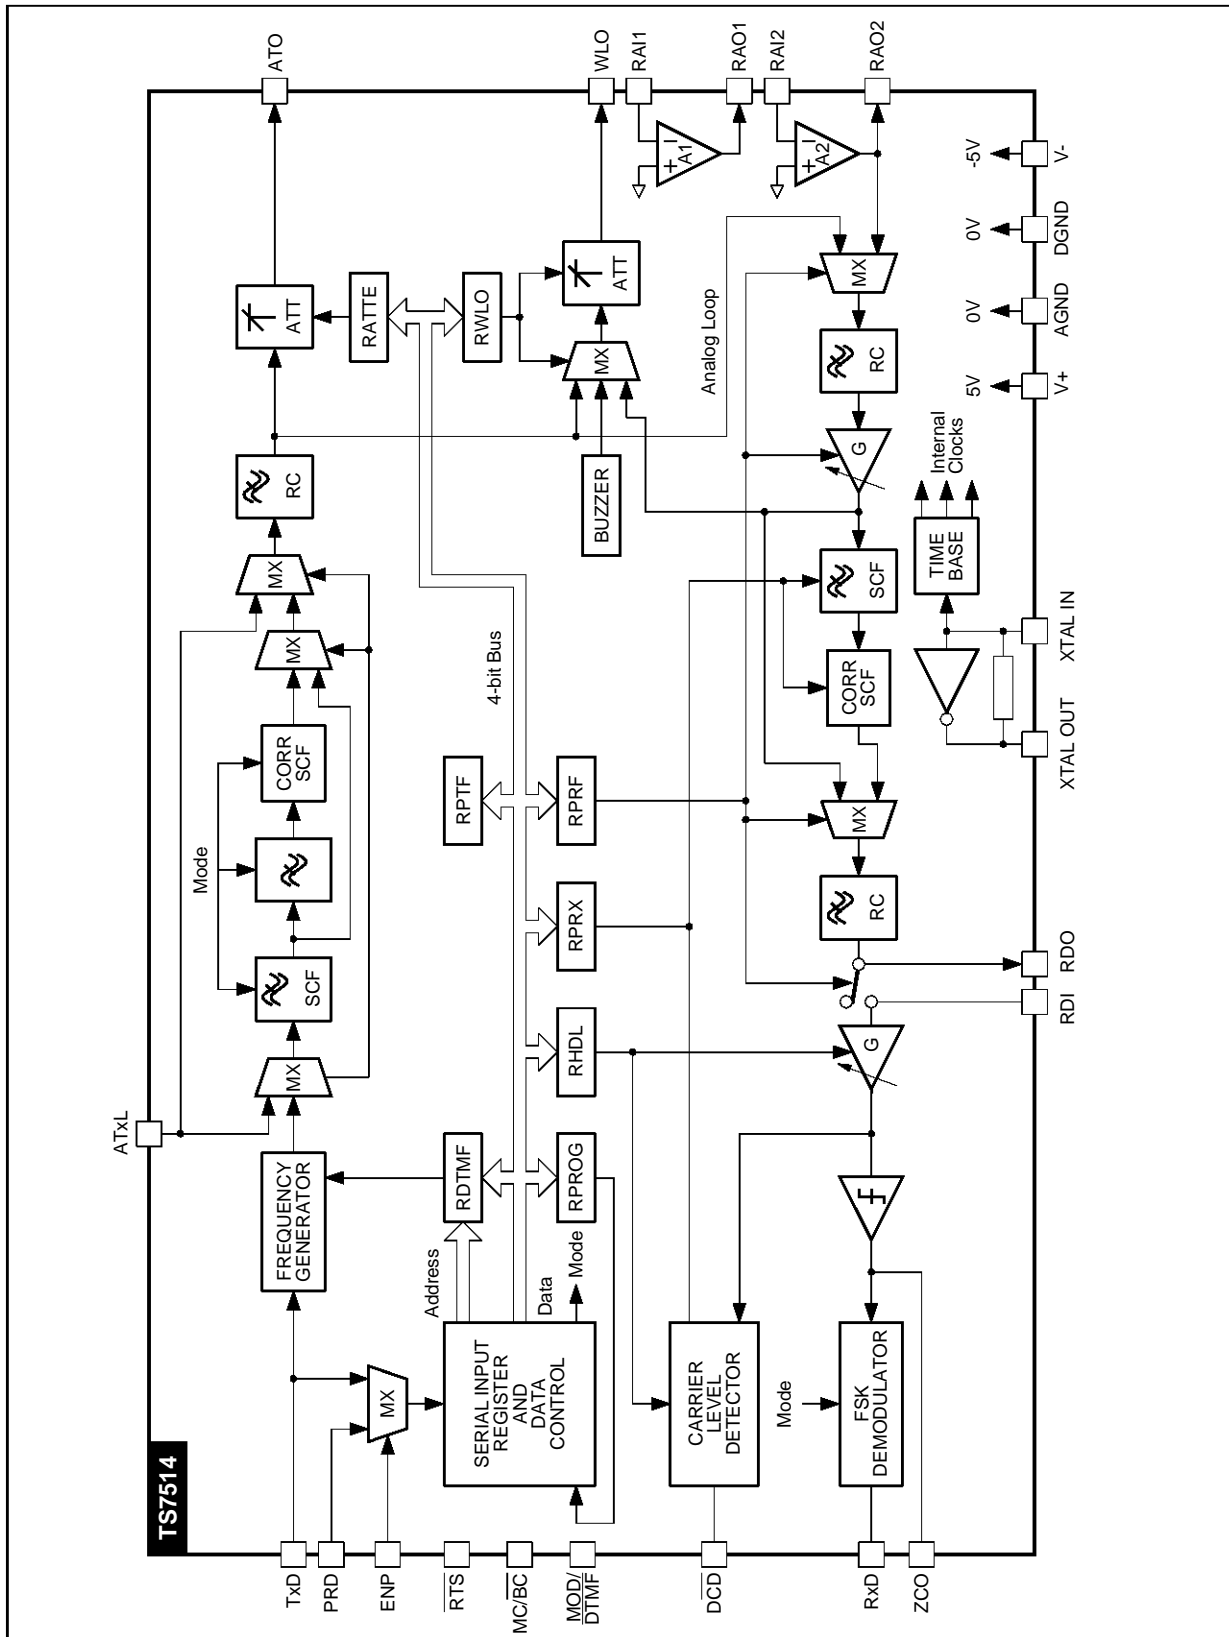 TS7514
ATxL
ATO
WLO
RAI1
RAO1
RAI2
RAO2
TxD
PRD
ENP
RTS
MC/BC
MOD/
DTMF
DCD
RxD
ZCO
FREQUENCY
GENERATOR
MX
SCF
Mode
CORR
SCF
MX
MX
RC
ATT
MX
SERIAL INPUT
REGISTER
AND
DATA
CONTROL
Address
Data
Mode
RDTMF
RPROG
RHDL
RPRX
RPTF
RPRF
4-bit Bus
RATTE
RWLO
BUZZER
MX
ATT
A1
A2
Analog Loop
CARRIER
LEVEL
DETECTOR
Mode
FSK
DEMODULATOR
G
RC
MX
CORR
SCF
SCF
G
RC
MX
TIME
BASE
Internal
Clocks
5V
0V
0V
-5V
RDI
RDO
XTAL OUT
XTAL IN
V+
AGND
DGND
V-